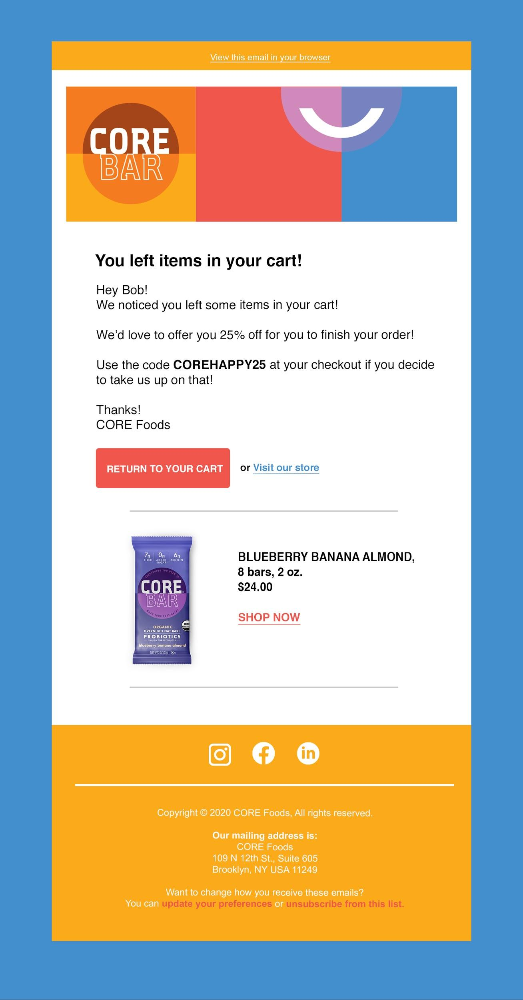 View this email in your browser
CORE
BAR
You left items in your cart!
Hey Bob!
We noticed you left some items in your cart!
We’d love to offer you 25% off for you to finish your order!
Use the code COREHAPPY25 at your checkout if you decide
to take us up on that!
Thanks!
CORE Foods
RETURN TO YOUR CART or Visit our store
7g 0g 6g
FIBER ADDED PROTEIN
SUGAR*
EVERYTHING YOU NEED TO
CORE
BAR
MAKE YOUR CORE HAPPY
USDA
ORGANIC
ORGANIC
OVERNIGHT OAT BAR +
PROBIOTICS
CHILLED FOR FRESHNESS
blueberry banana almond
NET WT 2 OZ (57g)
BLUEBERRY BANANA ALMOND,
8 bars, 2 oz.
$24.00
SHOP NOW
in
Copyright © 2020 CORE Foods, All rights reserved.
Our mailing address is:
CORE Foods
109 N 12th St., Suite 605
Brooklyn, NY USA 11249
Want to change how you receive these emails?
You can update your preferences or unsubscribe from this list.